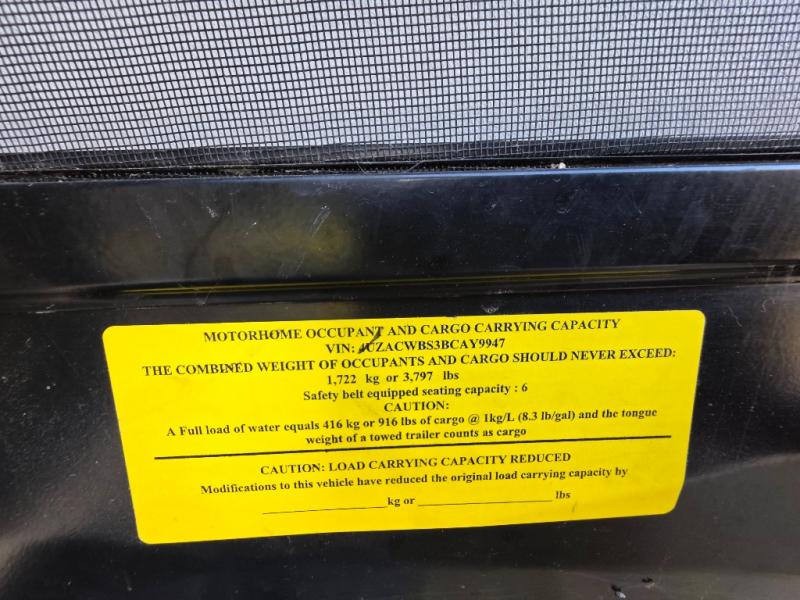 MOTORHOME OCCUPANT AND CARGO CARRYING CAPACITY
VIN: 4UZACWBS3BCAY9947
THE COMBINED WEIGHT OF OCCUPANTS AND CARGO SHOULD NEVER EXCEED:
1,722 kg or 3,797 lbs
Safety belt equipped seating capacity : 6
CAUTION:
A Full load of water equals 416 kg or 916 lbs of cargo @ 1kg/L (8.3 lb/gal) and the tongue
weight of a towed trailer counts as cargo
CAUTION: LOAD CARRYING CAPACITY REDUCED
Modifications to this vehicle have reduced the original load carrying capacity by
____________________kg or ______________________ lbs